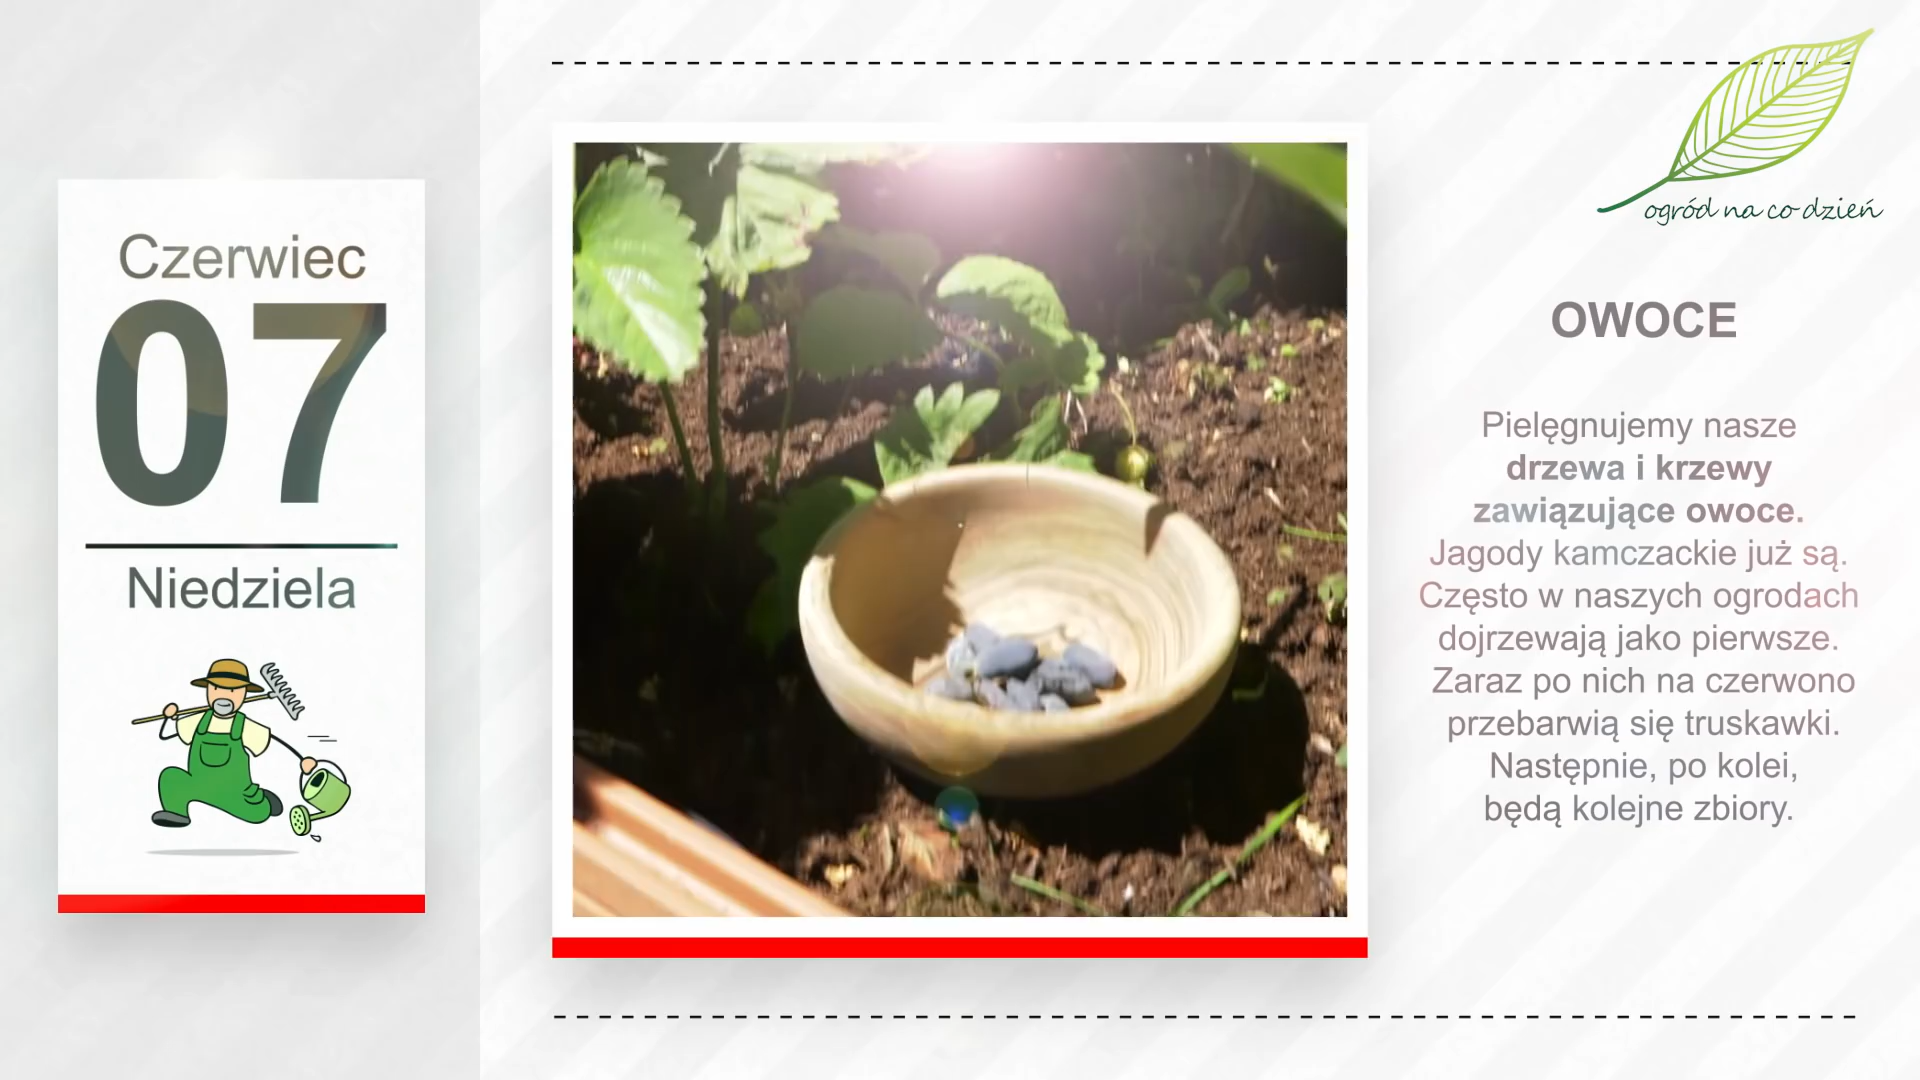 Czerwiec
07
Niedziela
ogród na co dzień
OWOCE
Pielęgnujemy nasze
drzewa i krzewy
zawiązujące owoce.
Jagody kamczackie już są.
Często w naszych ogrodach
dojrzewają jako pierwsze.
Zaraz po nich na czerwono
przebarwią się truskawki.
Następnie, po kolei,
będą kolejne zbiory.